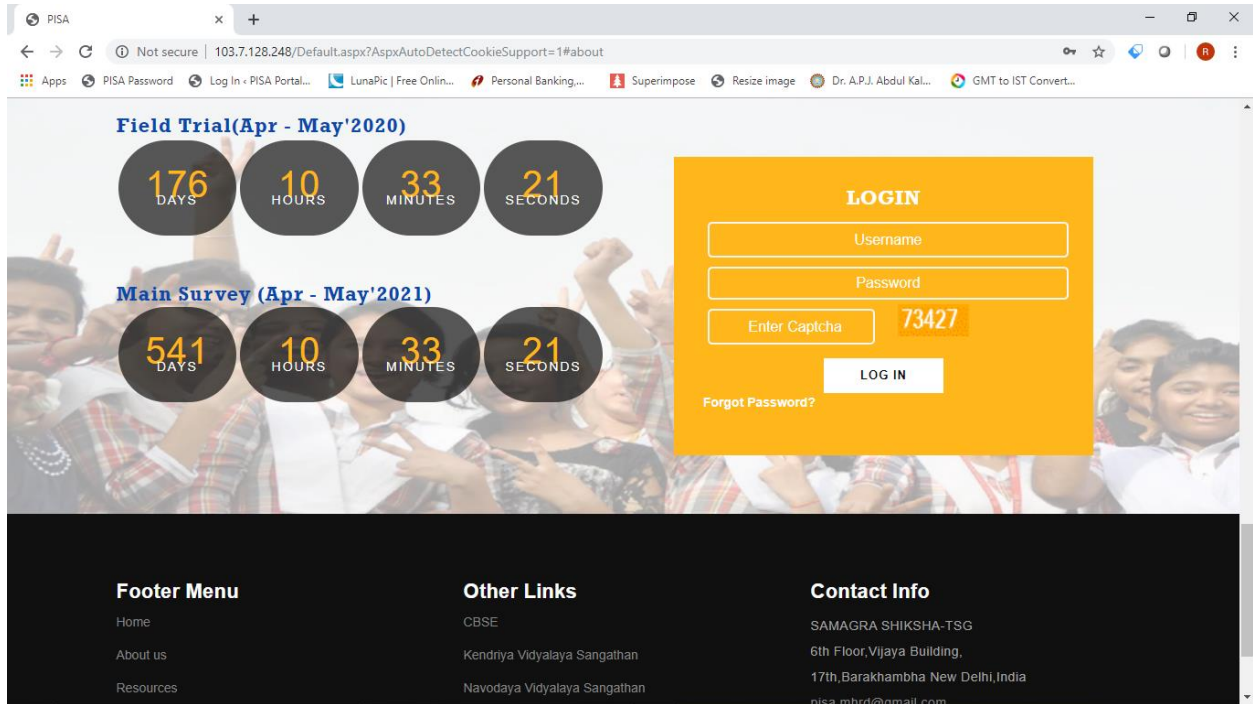 PISA
Not secure | 103.7.128.248/Default.aspx?AspxAutoDetectCookieSupport=1#about
R
Apps PISA Password Log In ‹ PISA Portal... LunaPic | Free Onlin... Personal Banking,... Superimpose Resize image Dr. A.P.J. Abdul Kal... GMT to IST Convert...
Field Trial(Apr - May'2020)
176 10 33 21
DAYS HOURS MINUTES SECONDS
Main Survey (Apr - May'2021)
541 10 33 21
DAYS HOURS MINUTES SECONDS
LOGIN
Username
Password
Enter Captcha 73427
LOG IN
Forgot Password?
Footer Menu
Home
About us
Resources
Other Links
CBSE
Kendriya Vidyalaya Sangathan
Navodaya Vidyalaya Sangathan
Contact Info
SAMAGRA SHIKSHA-TSG
6th Floor,Vijaya Building,
17th,Barakhambha New Delhi,India
pisa.mhrd@gmail.com